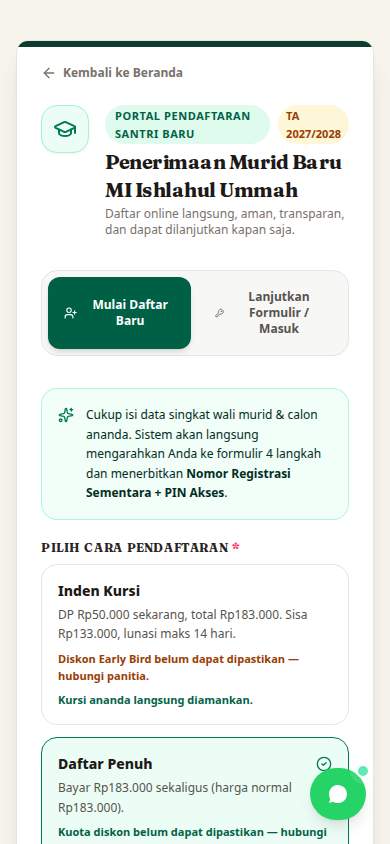 Kembali ke Beranda
PORTAL PENDAFTARAN
SANTRI BARU
TA
2027/2028
Penerimaan Murid Baru
MI Ishlahul Ummah
Daftar online langsung, aman, transparan,
dan dapat dilanjutkan kapan saja.
Mulai Daftar
Baru
Lanjutkan
Formulir /
Masuk
Cukup isi data singkat wali murid & calon
ananda. Sistem akan langsung
mengarahkan Anda ke formulir 4 langkah
dan menerbitkan Nomor Registrasi
Sementara + PIN Akses.
PILIH CARA PENDAFTARAN *
Inden Kursi
DP Rp50.000 sekarang, total Rp183.000. Sisa
Rp133.000, lunasi maks 14 hari.
Diskon Early Bird belum dapat dipastikan —
hubungi panitia.
Kursi ananda langsung diamankan.
Daftar Penuh
Bayar Rp183.000 sekaligus (harga normal
Rp183.000).
Kuota diskon belum dapat dipastikan — hubungi